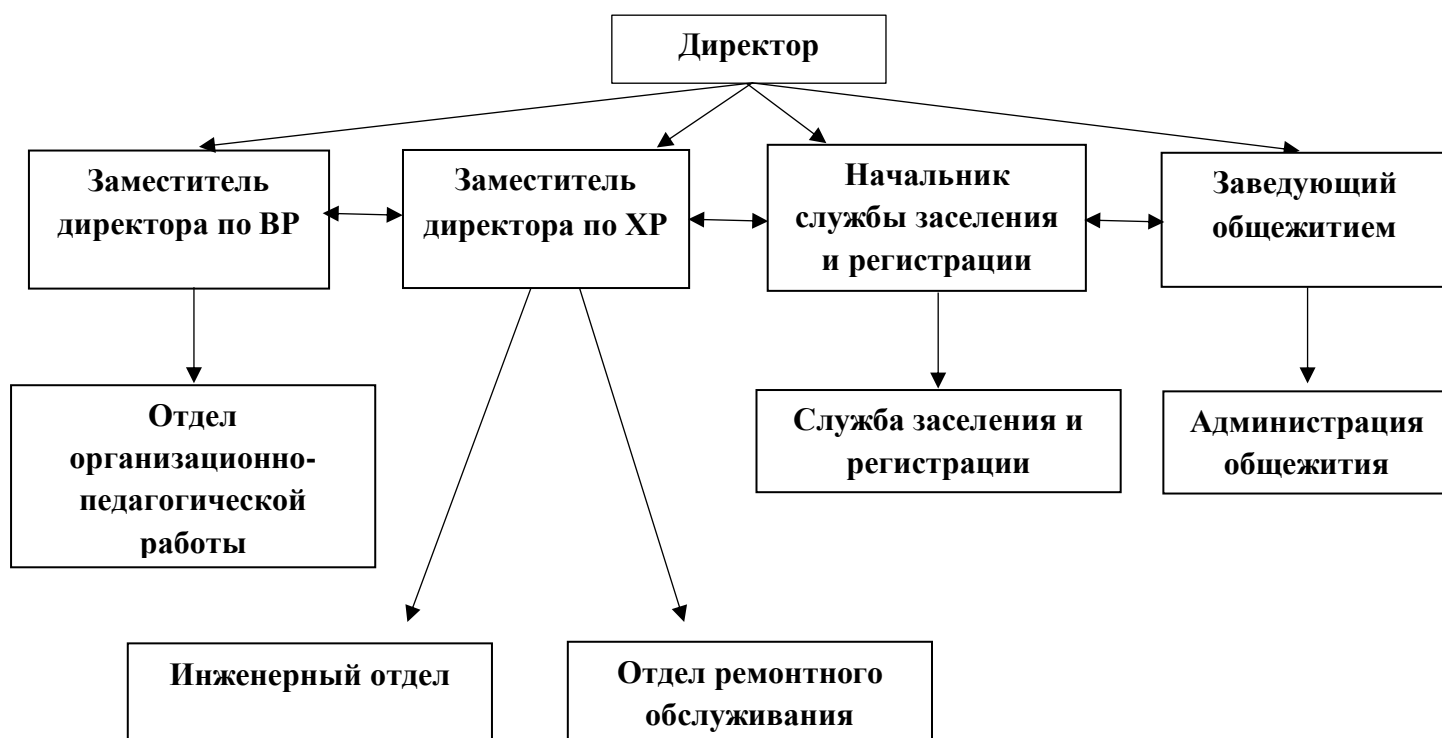 Директор
Заместитель
директора по ВР
Заместитель
директора по ХР
Начальник
службы заселения
и регистрации
Заведующий
общежитием
Отдел
организационно-
педагогической
работы
Служба заселения и
регистрации
Администрация
общежития
Инженерный отдел
Отдел ремонтного
обслуживания